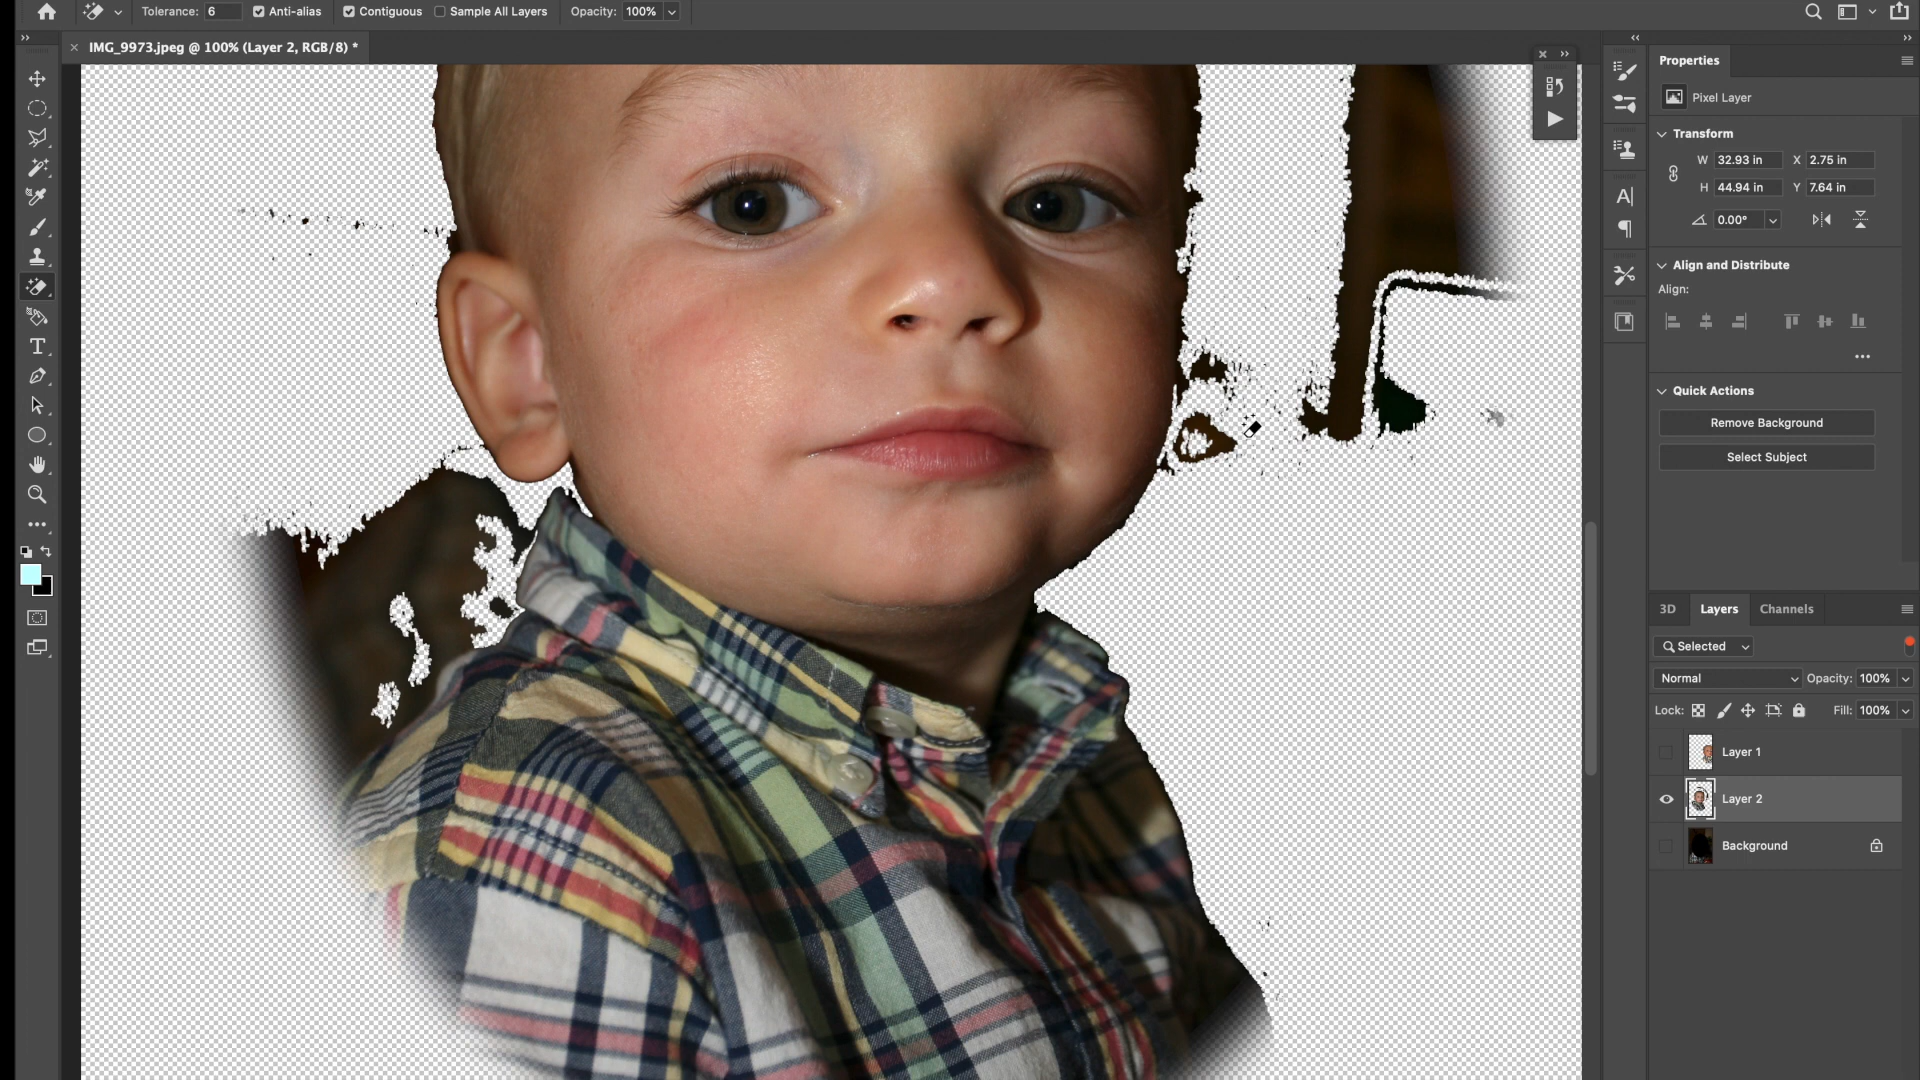 Tolerance: 6 Anti-alias Contiguous Sample All Layers Opacity: 100%
IMG_9973.jpeg @ 100% (Layer 2, RGB/8) *
Properties
Pixel Layer
Transform
W 32.93 in X 2.75 in
H 44.94 in Y 7.64 in
0.00°
Align and Distribute
Align:
Quick Actions
Remove Background
Select Subject
3D Layers Channels
Selected
Normal Opacity: 100%
Lock: Fill: 100%
Layer 1
Layer 2
Background